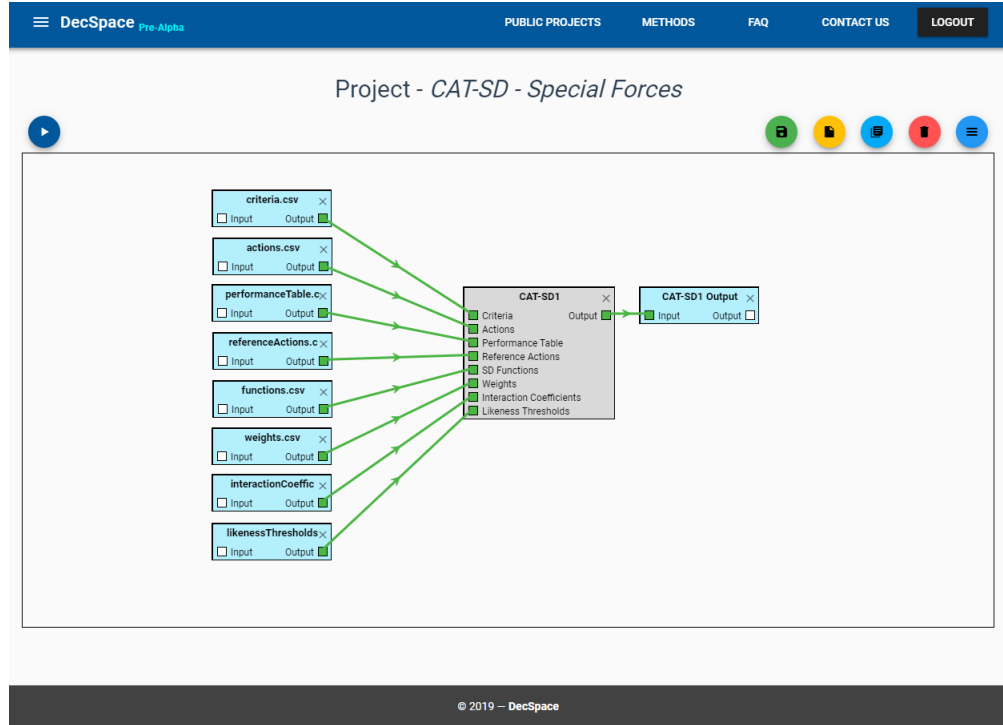 DecSpace Pre-Alpha
PUBLIC PROJECTS METHODS FAQ CONTACT US LOGOUT
Project - CAT-SD - Special Forces
criteria.csv
Input Output
actions.csv
Input Output
performanceTable.c
Input Output
referenceActions.c
Input Output
functions.csv
Input Output
weights.csv
Input Output
interactionCoeffic
Input Output
likenessThresholds
Input Output
CAT-SD1
Criteria Output
Actions
Performance Table
Reference Actions
SD Functions
Weights
Interaction Coefficients
Likeness Thresholds
CAT-SD1 Output
Input Output
© 2019 — DecSpace